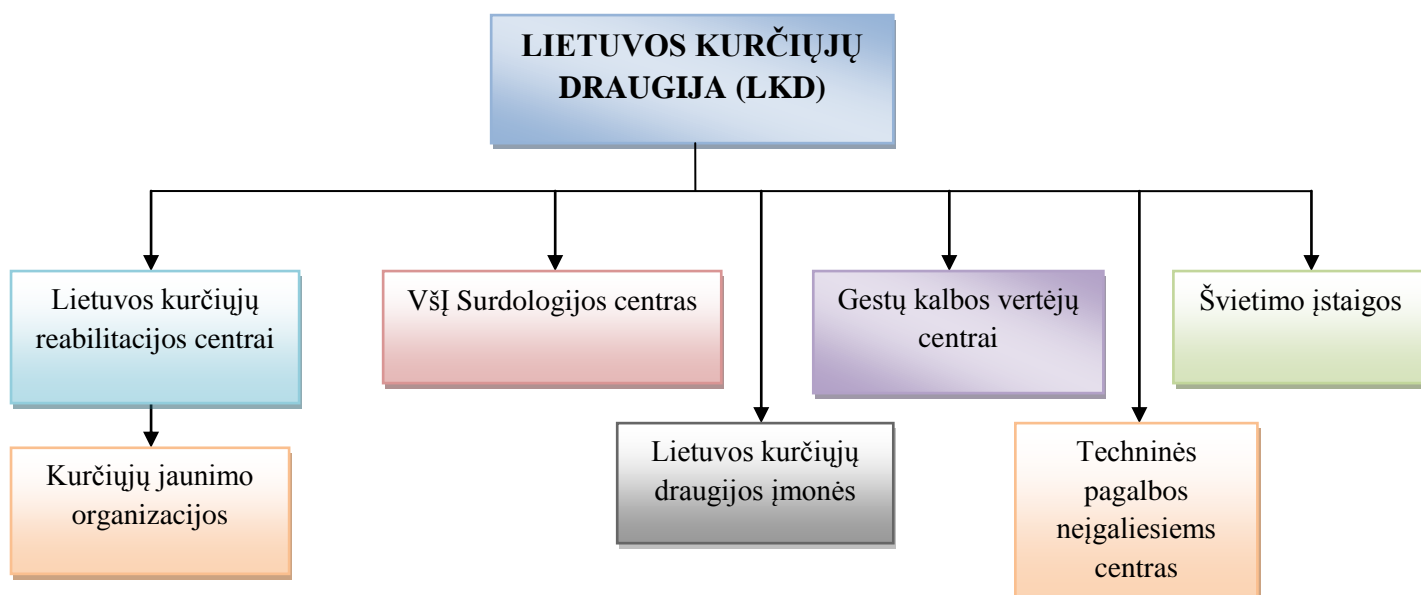 LIETUVOS KURČIŲJŲ
DRAUGIJA (LKD)
Lietuvos kurčiųjų
reabilitacijos centrai
VšĮ Surdologijos centras
Gestų kalbos vertėjų
centrai
Švietimo įstaigos
Kurčiųjų jaunimo
organizacijos
Lietuvos kurčiųjų
draugijos įmonės
Techninės
pagalbos
neįgaliesiems
centras